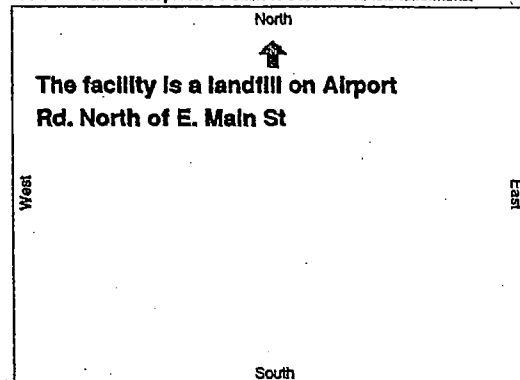 North
The facility is a landfill on Airport
Rd. North of E. Main St
West
East
South